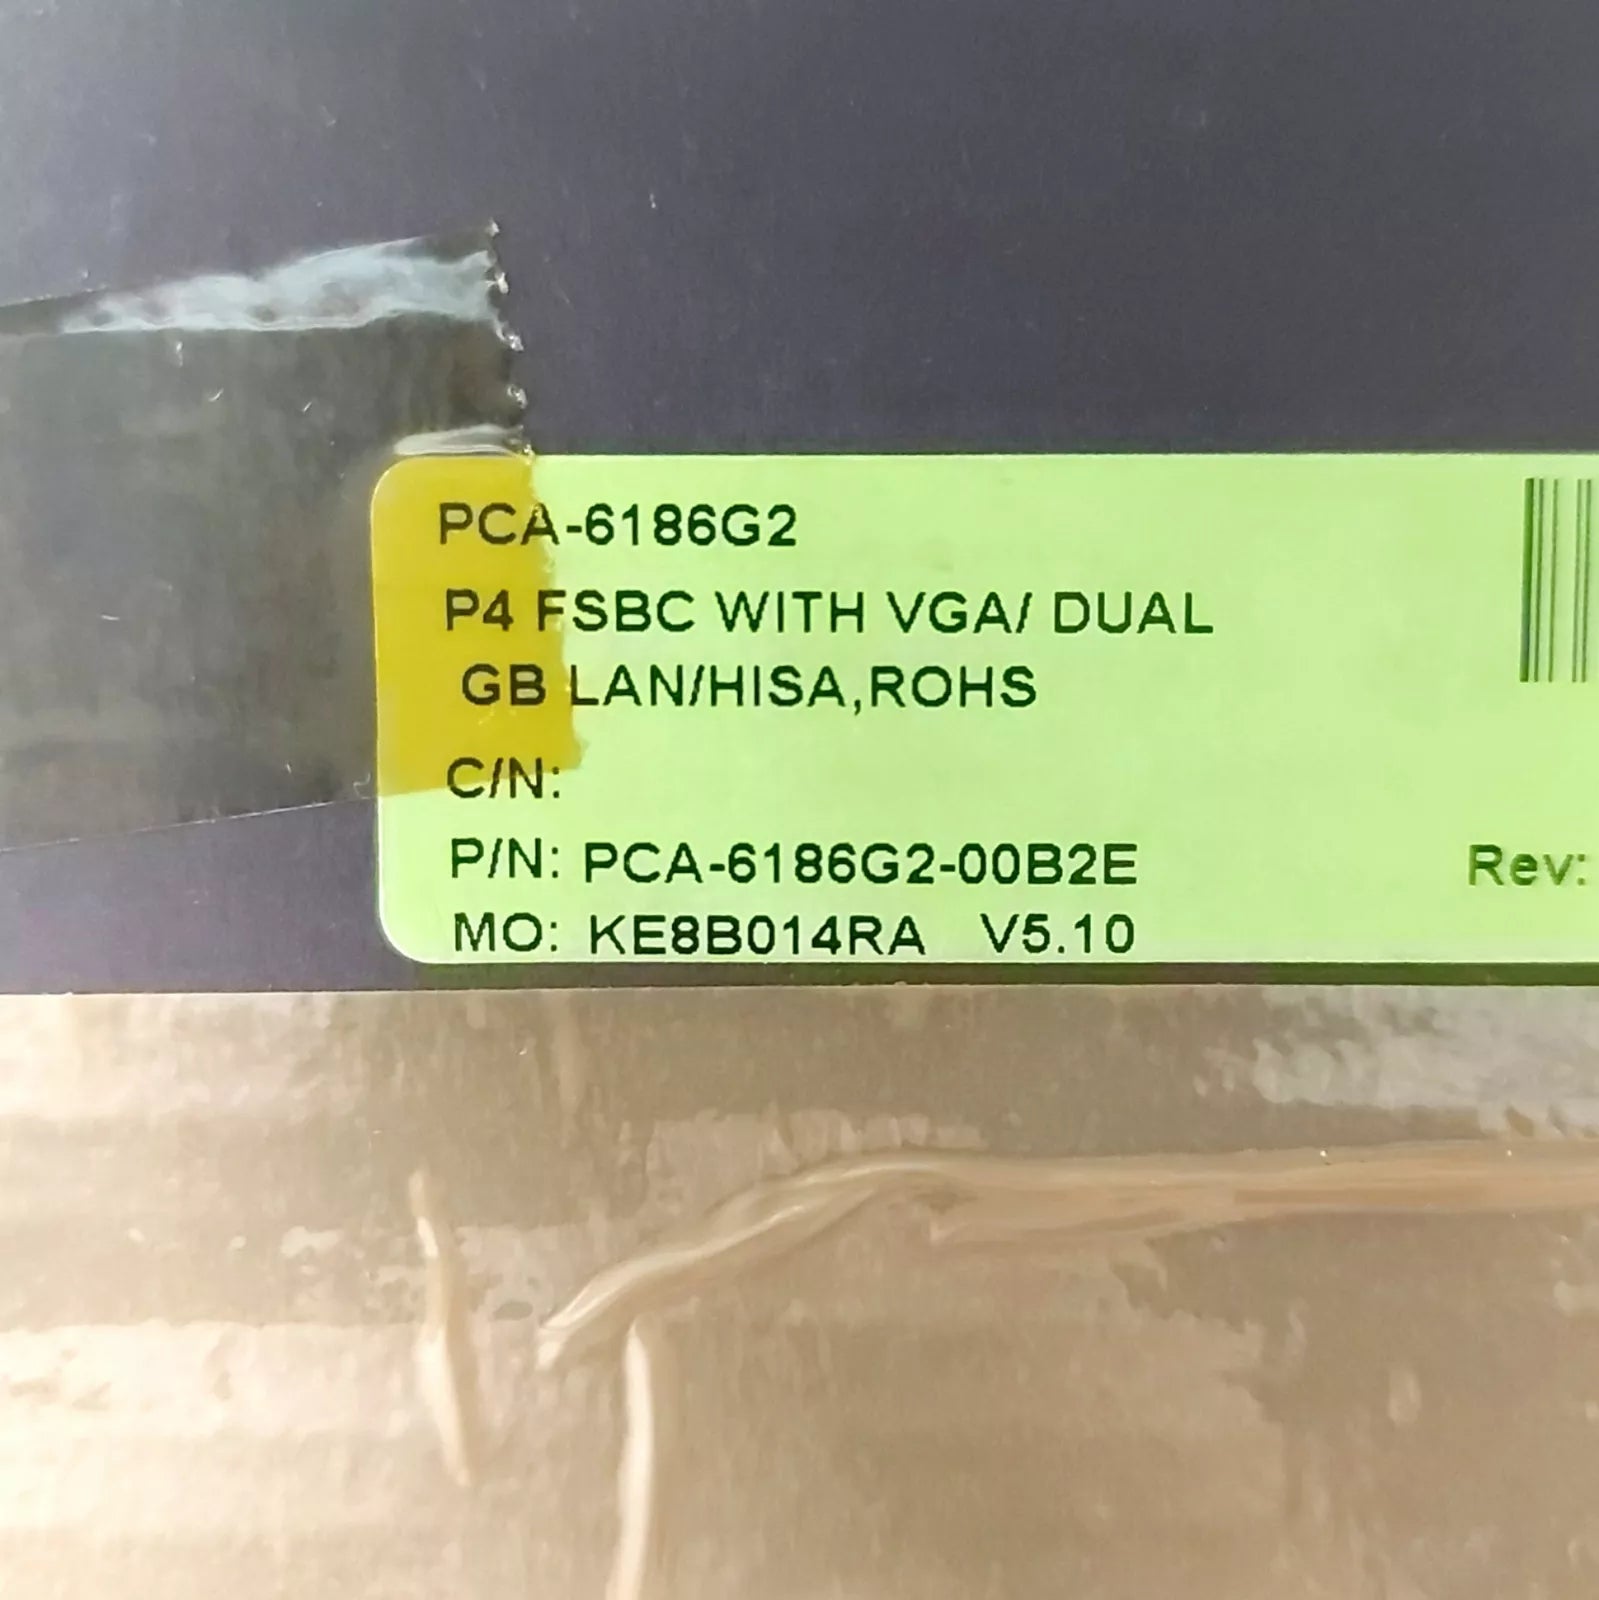 PCA-6186G2
P4 FSBC WITH VGA/ DUAL
GB LAN/HISA,ROHS
C/N:
P/N: PCA-6186G2-00B2E
Rev:
MO: KE8B014RA V5.10